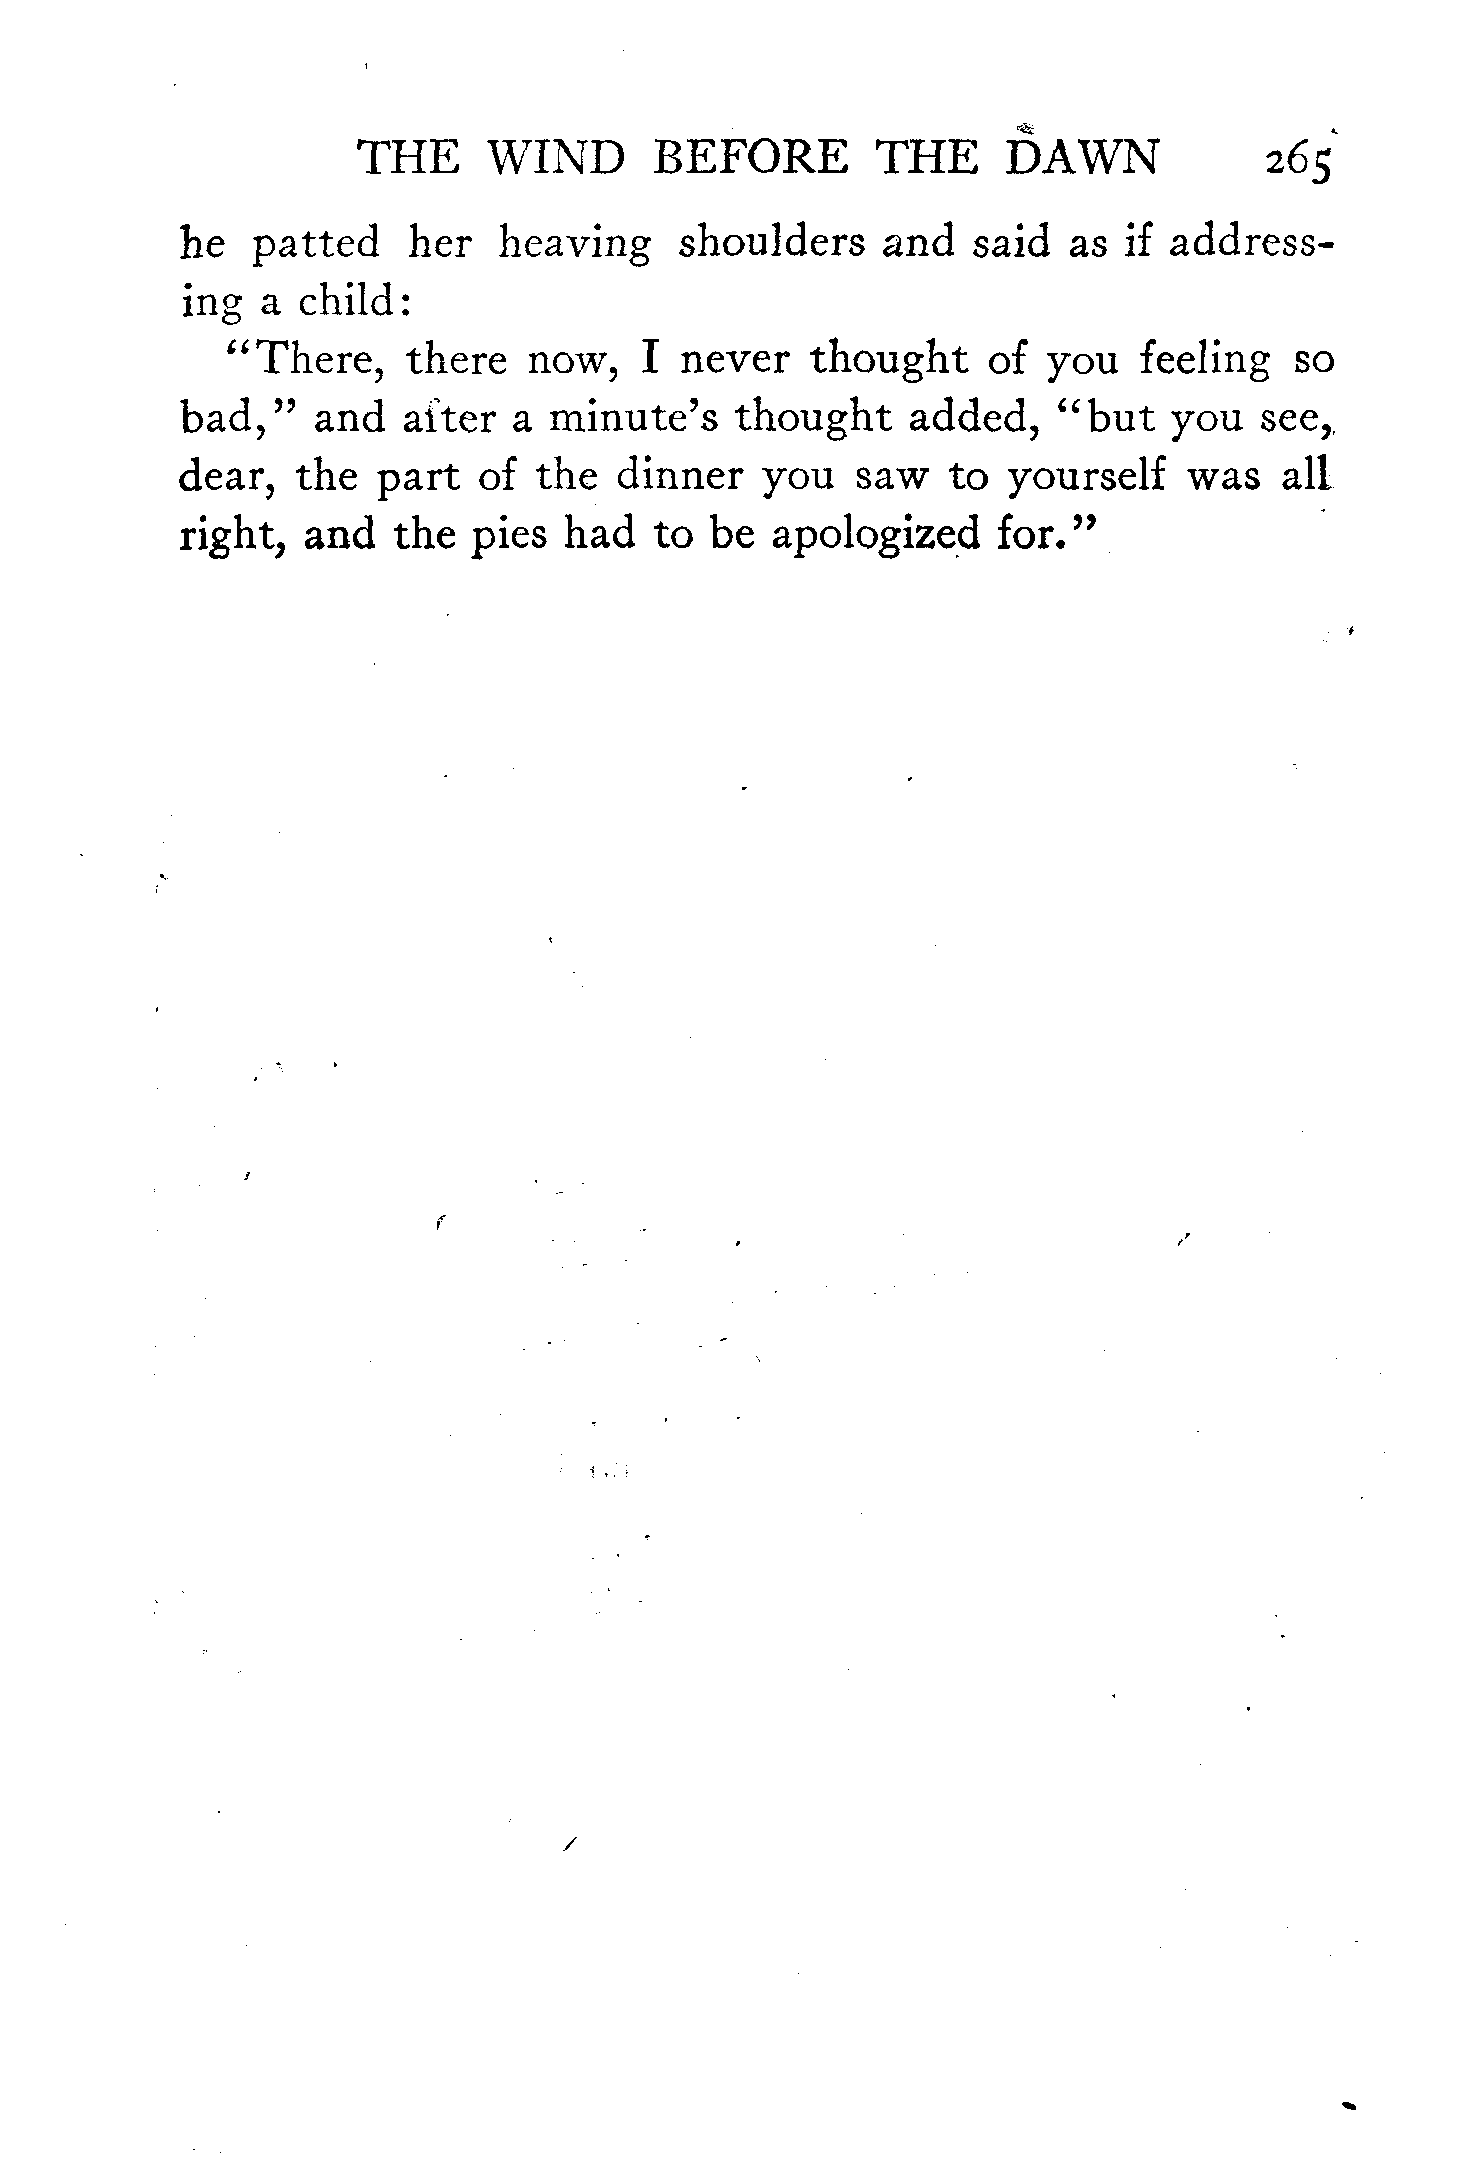 THE WIND BEFORE THE DAWN 265
he patted her heaving shoulders and said as if address-
ing a child:
“There, there now, I never thought of you feeling so
bad,” and after a minute’s thought added, “but you see,
dear, the part of the dinner you saw to yourself was all
right, and the pies had to be apologized for.”